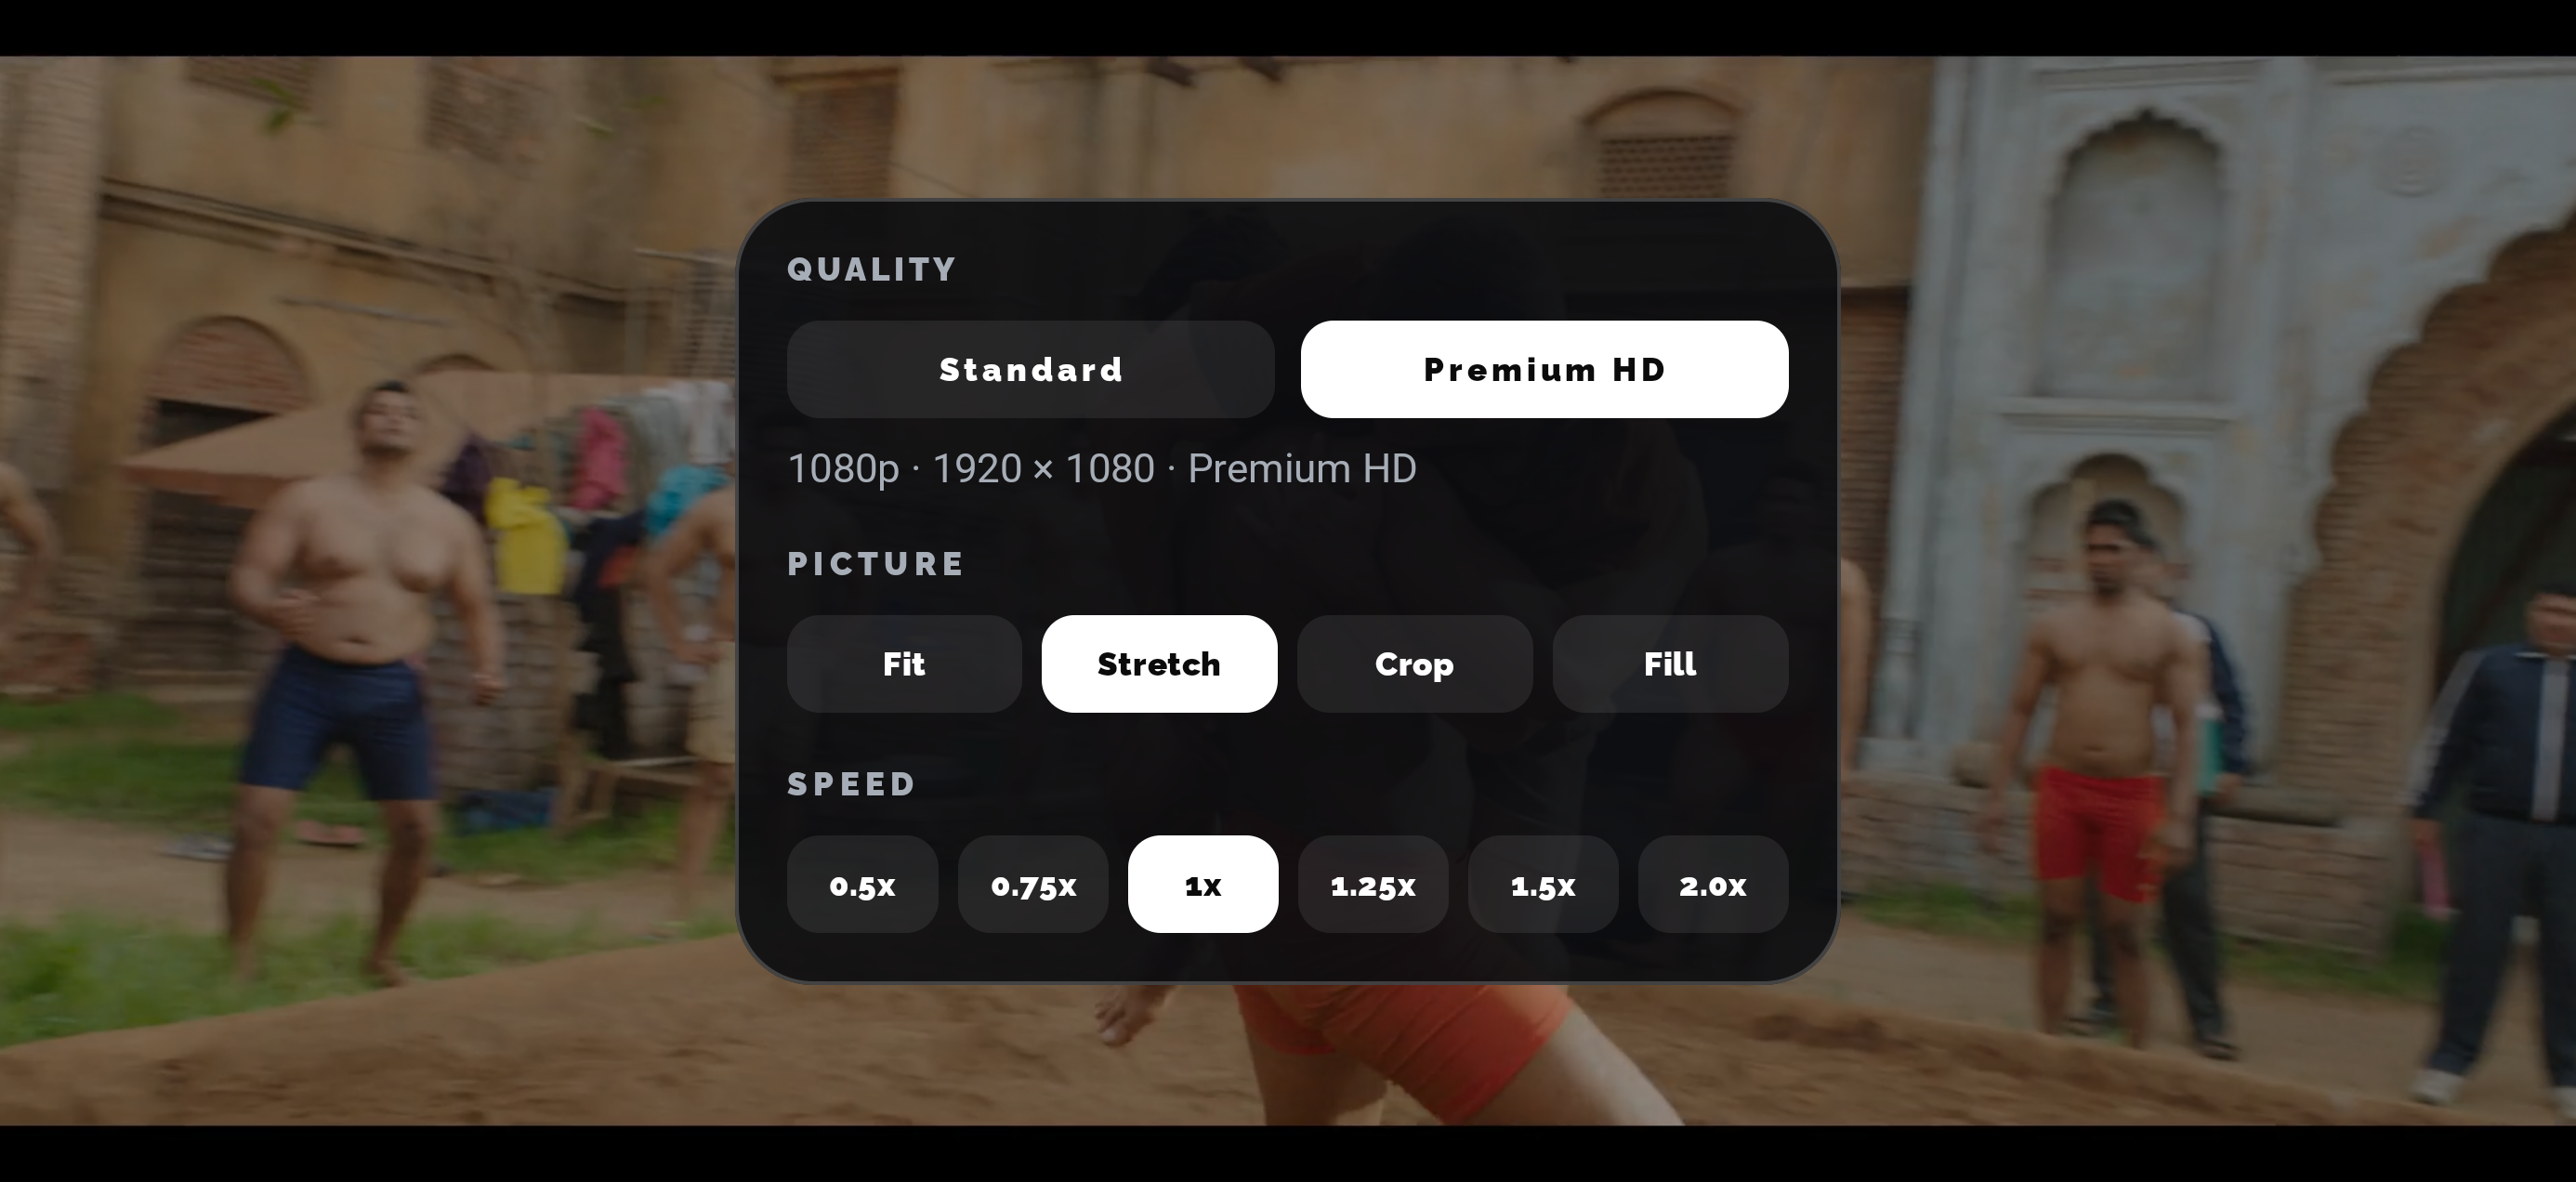 QUALITY
Standard Premium HD
1080p · 1920 × 1080 · Premium HD
PICTURE
Fit Stretch Crop Fill
SPEED
0.5x 0.75x 1x 1.25x 1.5x 2.0x